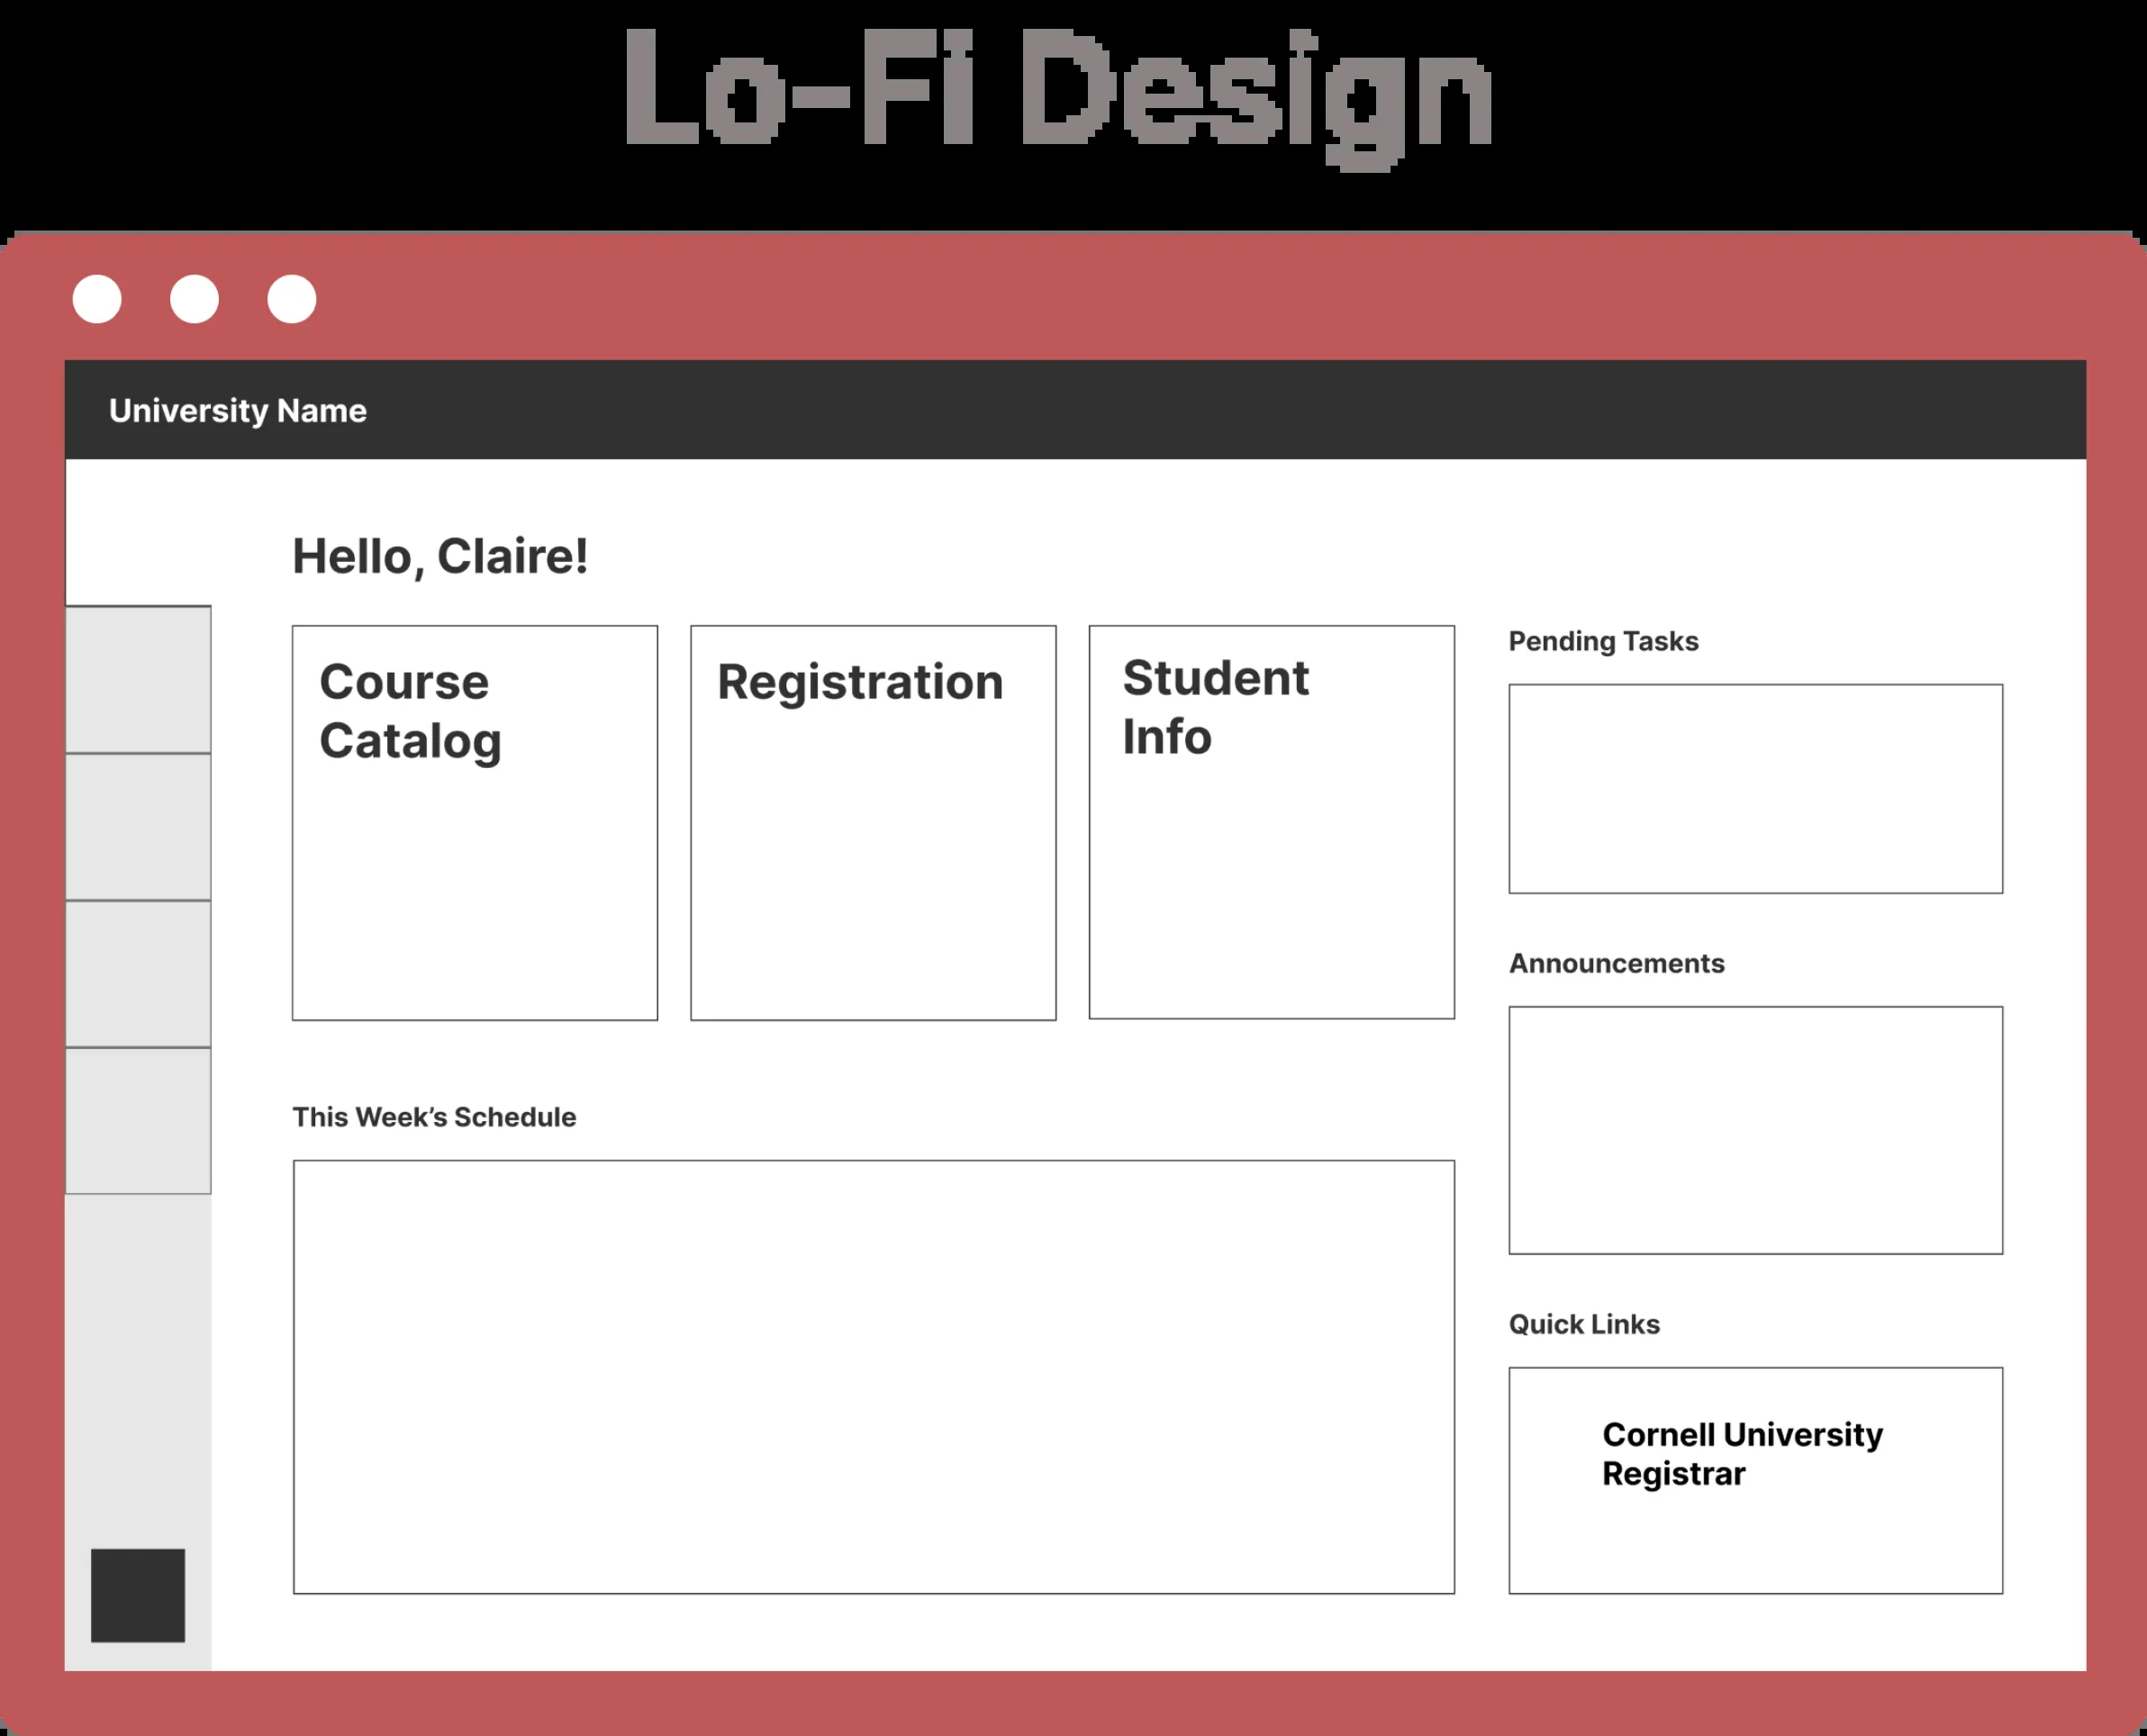 Lo-Fi Design
University Name
Hello, Claire!
Course
Catalog
Registration
Student
Info
This Week’s Schedule
Pending Tasks
Announcements
Quick Links
Cornell University
Registrar